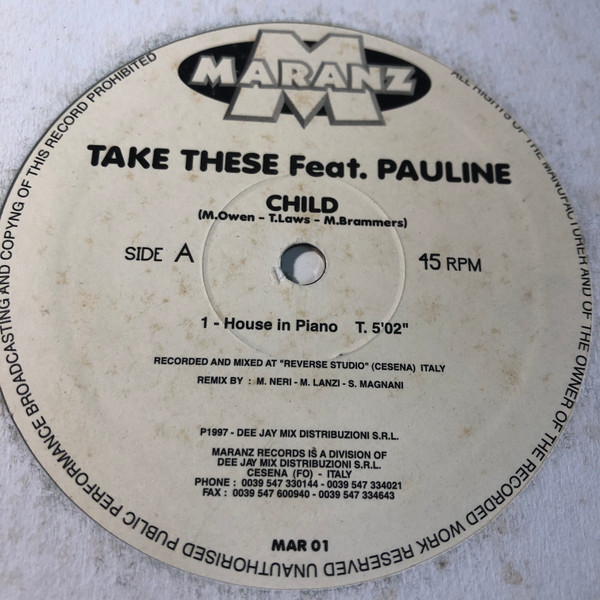 MARANZ
M
TAKE THESE Feat. PAULINE
CHILD
(M.Owen - T.Laws - M.Brammers)
SIDE A
45 RPM
1 - House in Piano T. 5'02"
RECORDED AND MIXED AT "REVERSE STUDIO" (CESENA) ITALY
REMIX BY : M. NERI - M. LANZI - S. MAGNANI
P1997 - DEE JAY MIX DISTRIBUZIONI S.R.L.
MARANZ RECORDS IS A DIVISION OF
DEE JAY MIX DISTRIBUZIONI S.R.L.
CESENA (FO) - ITALY
PHONE : 0039 547 330144 - 0039 547 334021
FAX : 0039 547 600940 - 0039 547 334643
MAR 01
ALL RIGHTS OF THE MANUFACTURER AND OF THE OWNER OF THE RECORDED WORK RESERVED UNAUTHORISED PUBLIC PERFORMANCE BROADCASTING AND COPYNG OF THIS RECORD PROHIBITED